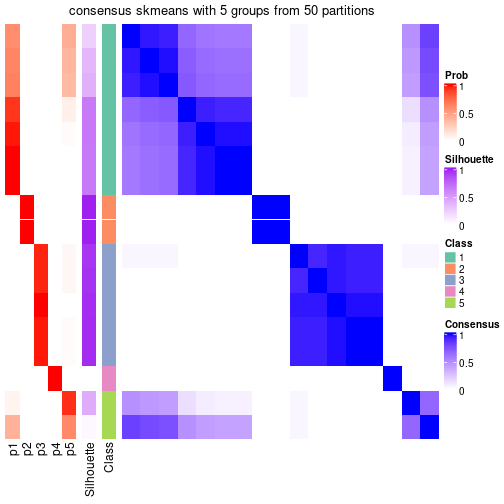 consensus skmeans with 5 groups from 50 partitions
Prob
1
0.5
0
Silhouette
1
0.5
0
Class
1
2
3
4
5
Consensus
1
0.5
0
p1
p2
p3
p4
p5
Silhouette
Class